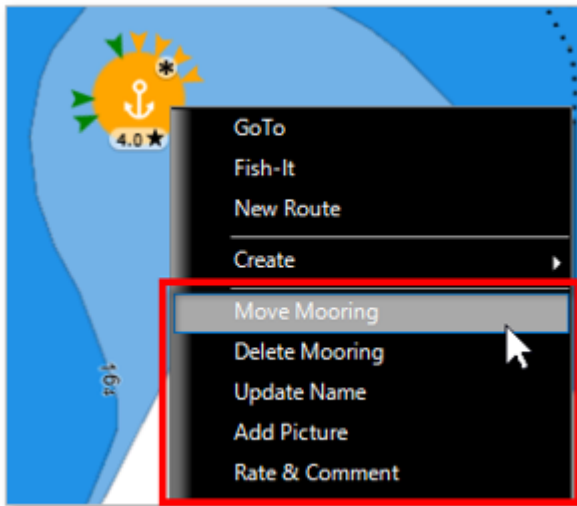 4.0★
GoTo
Fish-It
New Route
Create
Move Mooring
Delete Mooring
Update Name
Add Picture
Rate & Comment